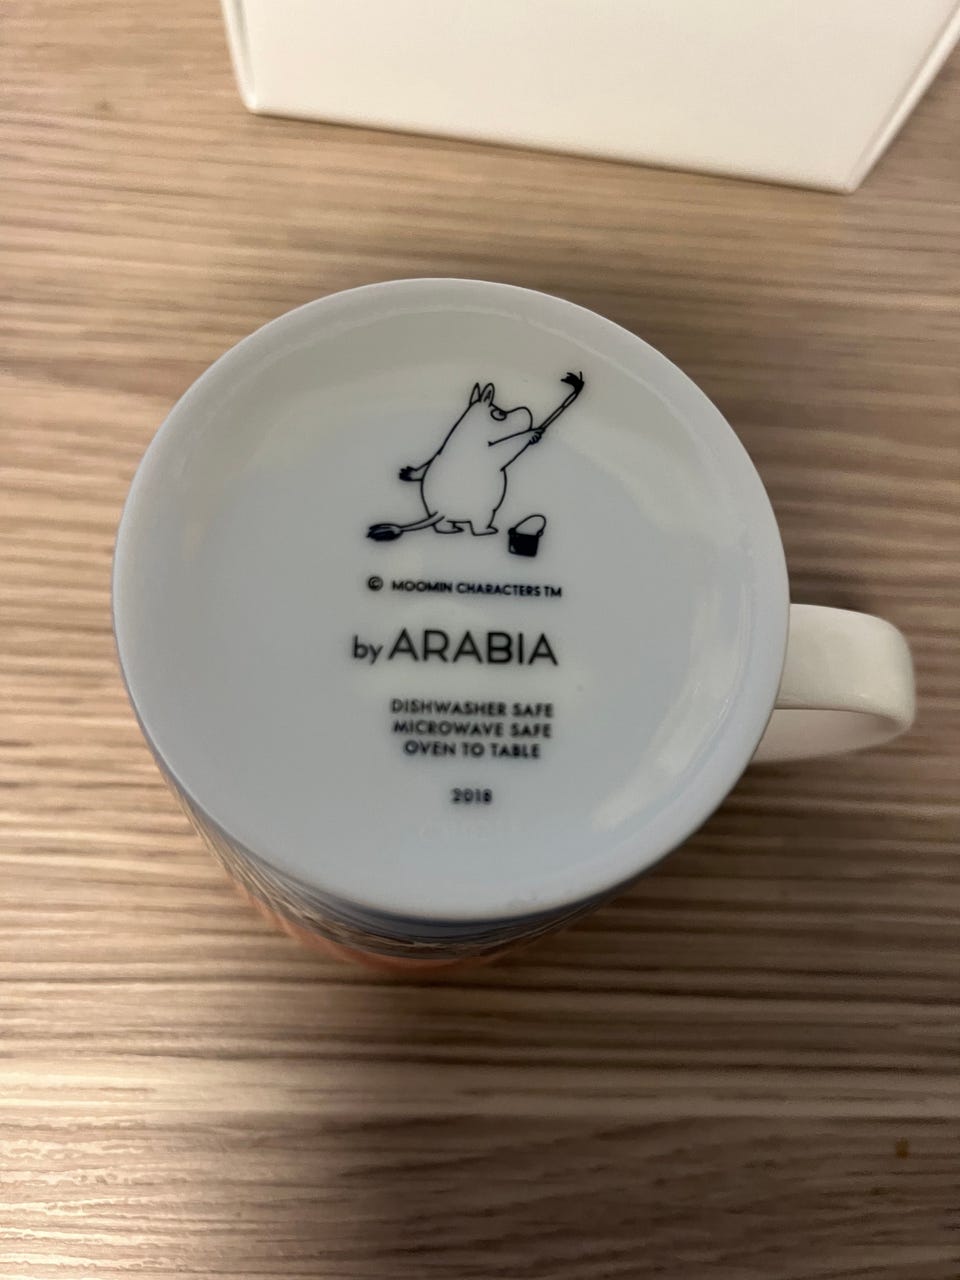 © MOOMIN CHARACTERS TM
by ARABIA
DISHWASHER SAFE
MICROWAVE SAFE
OVEN TO TABLE
2018